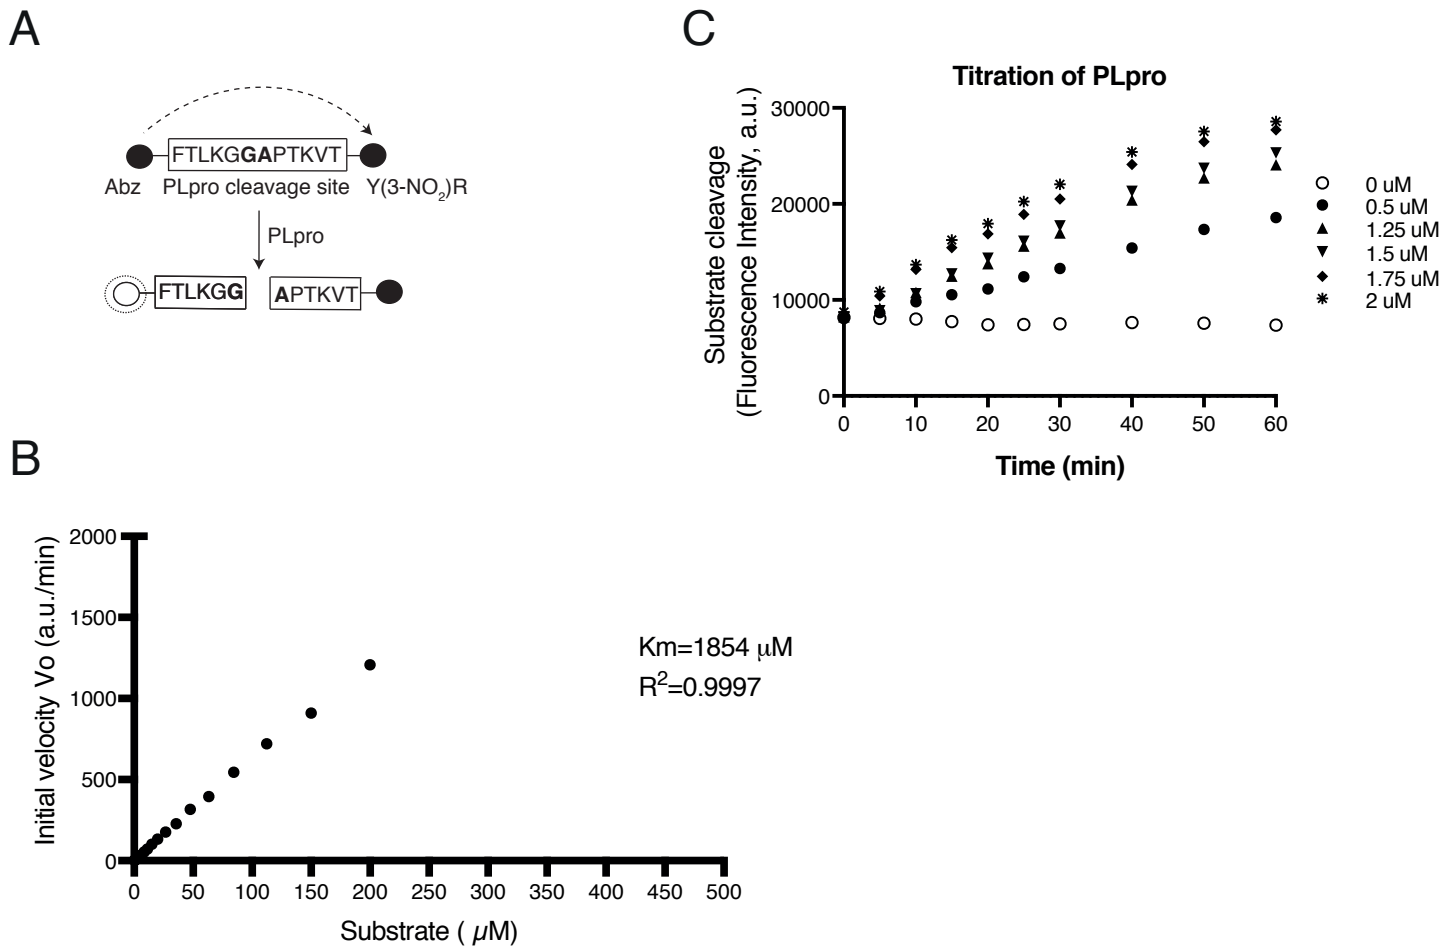 A
FTLKGGAPTKVT
Abz PLpro cleavage site Y(3-NO2)R
PLpro
FTLKGG APTKVT
B
Initial velocity Vo (a.u./min)
2000
1500
1000
500
0
0 50 100 150 200 250 300 350 400 450 500
Substrate ( µM)
Km=1854 µM
R2=0.9997
C
Titration of PLpro
Substrate cleavage
(Fluorescence Intensity, a.u.)
30000
20000
10000
0
0 10 20 30 40 50 60
Time (min)
0 uM
0.5 uM
1.25 uM
1.5 uM
1.75 uM
2 uM